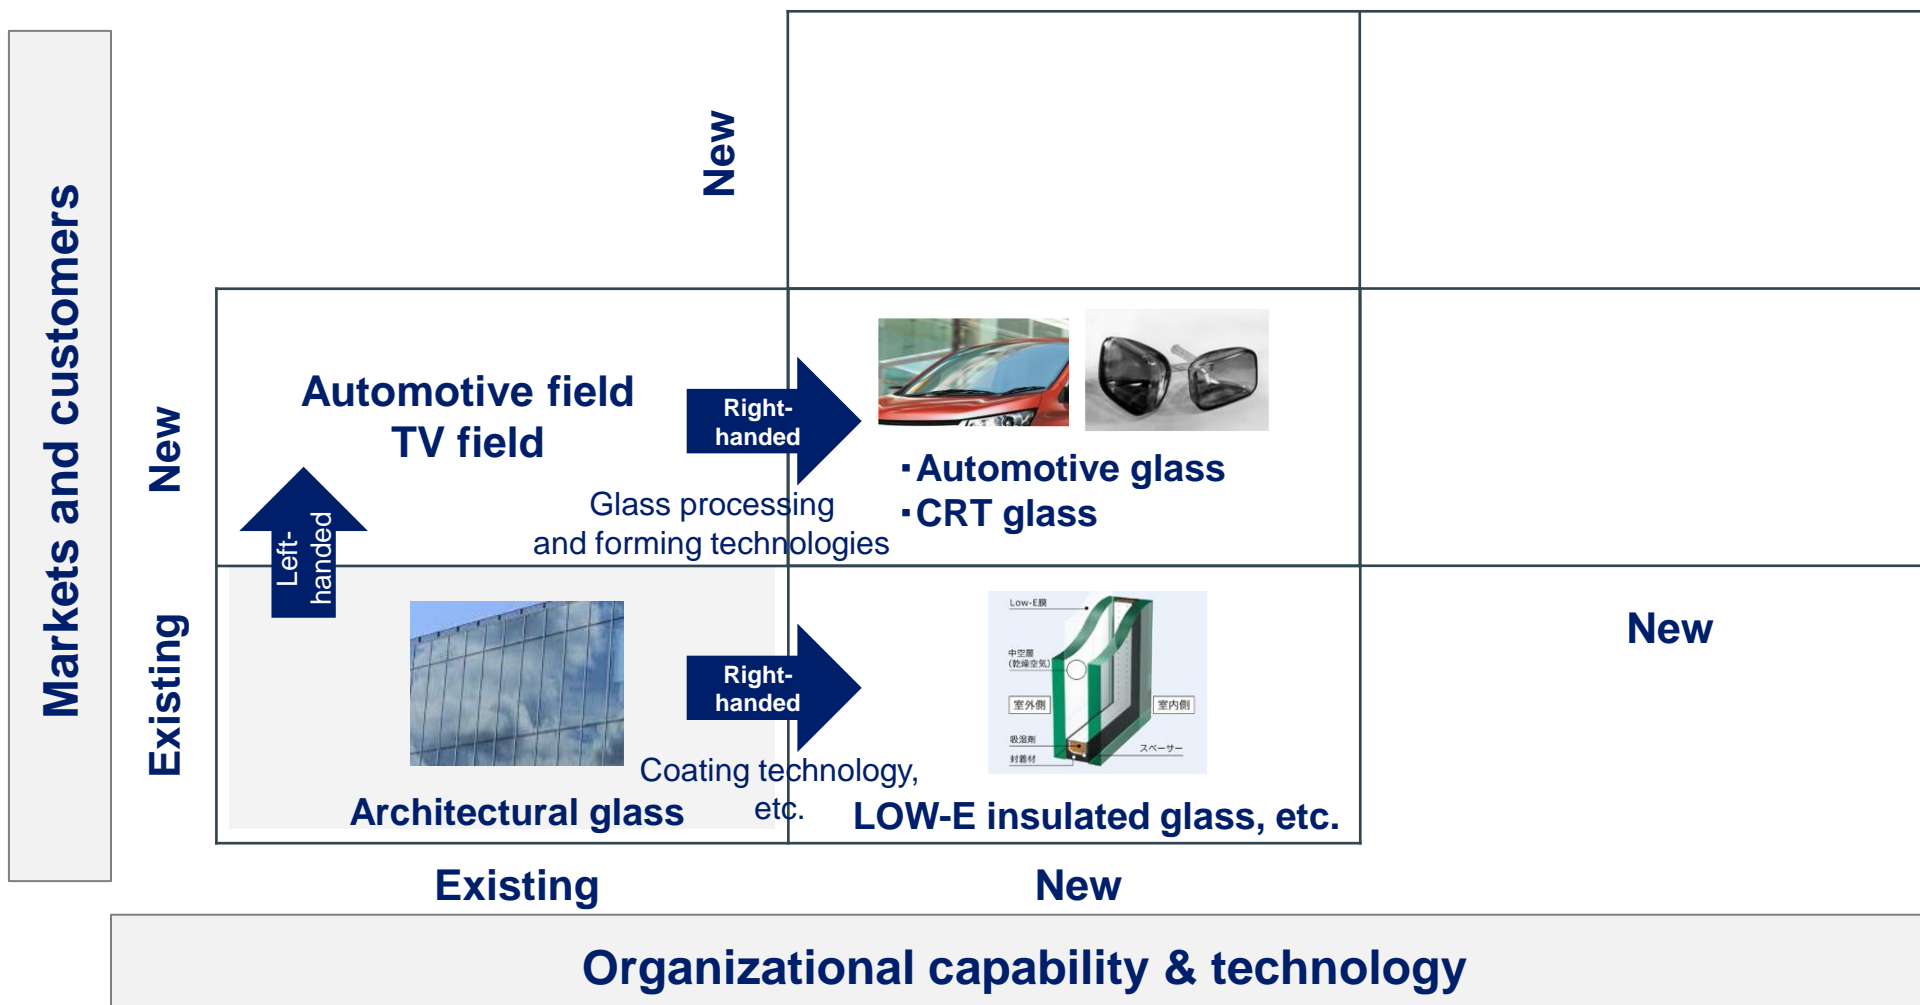 Markets and customers
New
New
Existing
Automotive field
TV field
Right-
handed
Glass processing
and forming technologies
・Automotive glass
・CRT glass
Left-
handed
Architectural glass
Right-
handed
Coating technology,
etc.
Low-E膜
中空層
(乾燥空気)
室外側
室内側
吸湿剤
スペーサー
封着材
LOW-E insulated glass, etc.
New
Existing
New
Organizational capability & technology